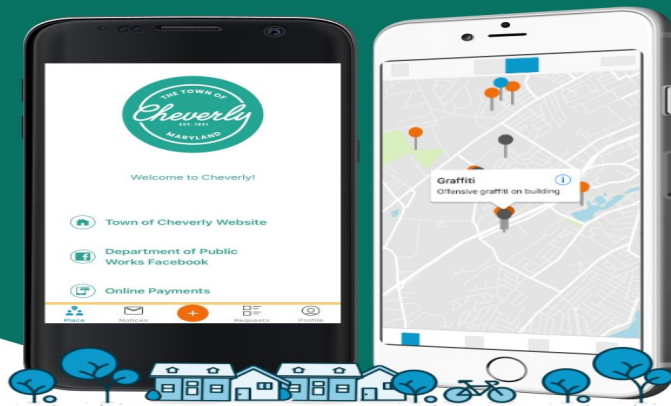 THE TOWN OF
Cheverly
EST. 1931
MARYLAND
Welcome to Cheverly!
Town of Cheverly Website
Department of Public
Works Facebook
Online Payments
Place
Notices
Requests
Profile
Graffiti
Offensive graffiti on building